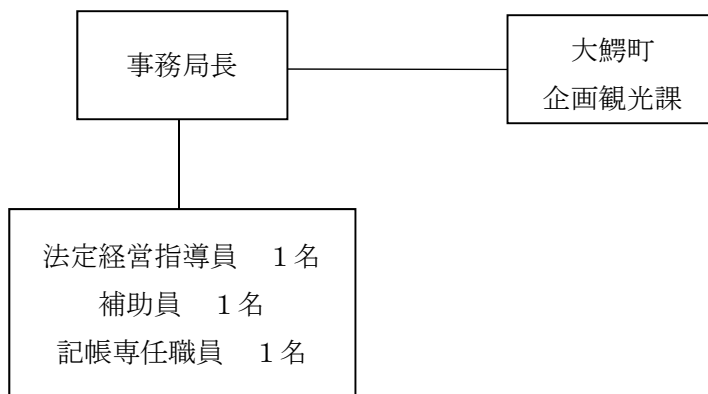 事務局長
大鰐町
企画観光課
法定経営指導員　１名
補助員　１名
記帳専任職員　１名